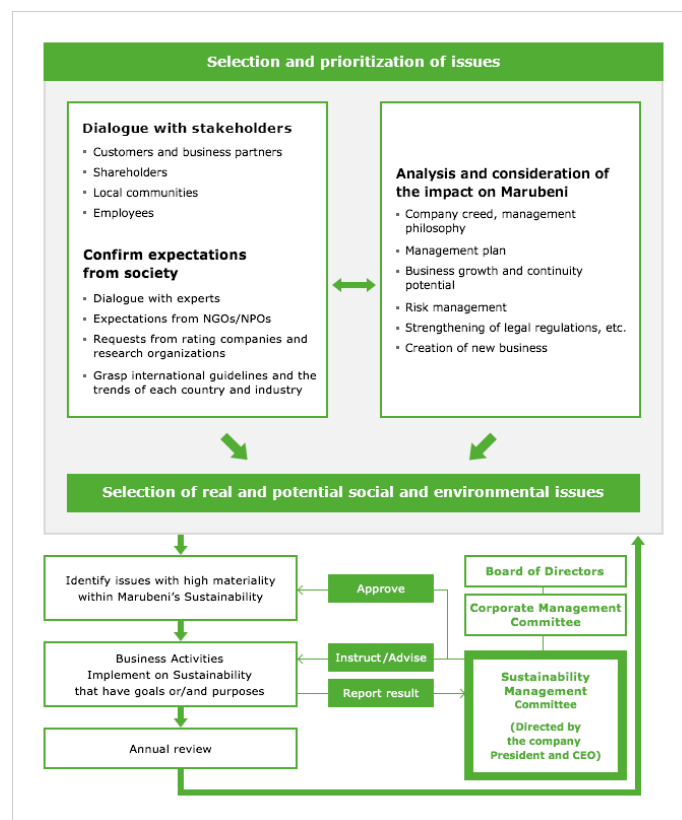 Selection and prioritization of issues
Dialogue with stakeholders
▪ Customers and business partners
▪ Shareholders
▪ Local communities
▪ Employees
Confirm expectations
from society
▪ Dialogue with experts
▪ Expectations from NGOs/NPOs
▪ Requests from rating companies and
research organizations
▪ Grasp international guidelines and the
trends of each country and industry
Analysis and consideration of
the impact on Marubeni
▪ Company creed, management
philosophy
▪ Management plan
▪ Business growth and continuity
potential
▪ Risk management
▪ Strengthening of legal regulations, etc.
▪ Creation of new business
Selection of real and potential social and environmental issues
Identify issues with high materiality
within Marubeni's Sustainability
Approve
Board of Directors
Corporate Management
Committee
Business Activities
Implement on Sustainability
that have goals or/and purposes
Instruct/Advise
Report result
Sustainability
Management
Committee
(Directed by
the company
President and CEO)
Annual review